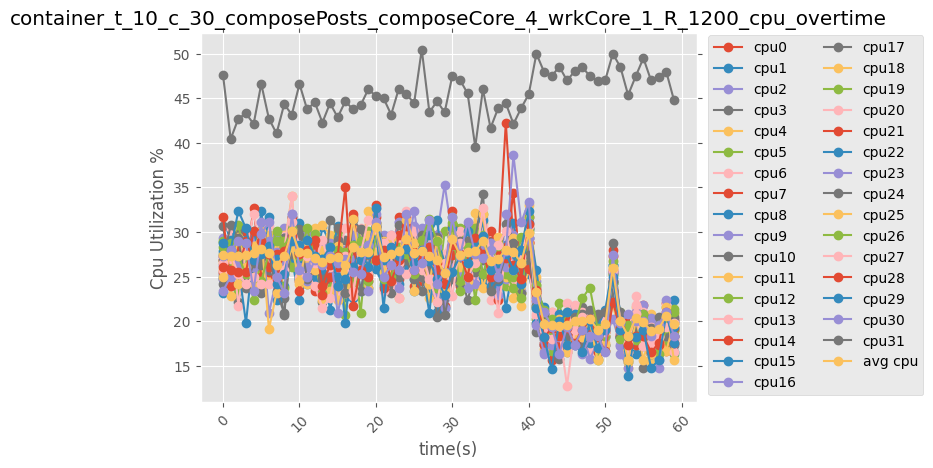 container_t_10_c_30_composePosts_composeCore_4_wrkCore_1_R_1200_cpu_overtime
Cpu Utilization %
50
45
40
35
30
25
20
15
0
10
20
30
40
50
60
time(s)
cpu0
cpu1
cpu2
cpu3
cpu4
cpu5
cpu6
cpu7
cpu8
cpu9
cpu10
cpu11
cpu12
cpu13
cpu14
cpu15
cpu16
cpu17
cpu18
cpu19
cpu20
cpu21
cpu22
cpu23
cpu24
cpu25
cpu26
cpu27
cpu28
cpu29
cpu30
cpu31
avg cpu